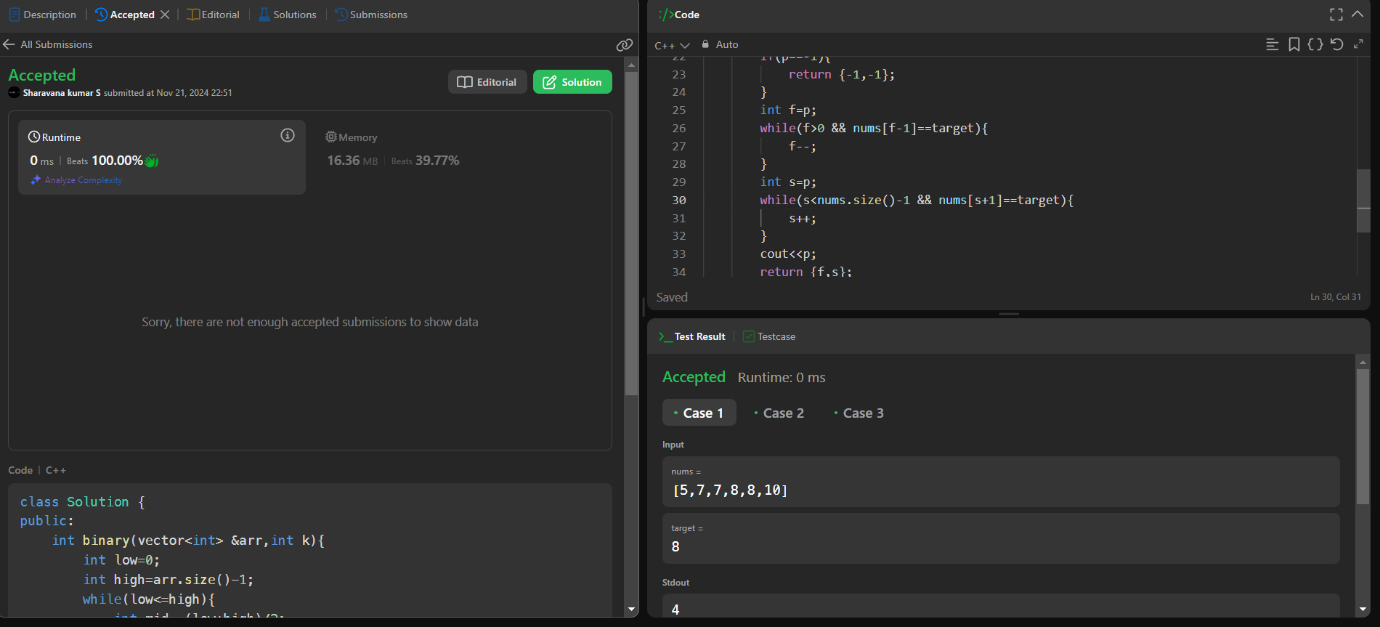 Description
Accepted
Editorial
Solutions
Submissions
All Submissions
Accepted
Sharavana kumar S submitted at Nov 21, 2024 22:51
Editorial
Solution
Runtime
0 ms | Beats 100.00%
Analyze Complexity
Memory
16.36 MB | Beats 39.77%
Sorry, there are not enough accepted submissions to show data
Code | C++
class Solution {
public:
int binary(vector<int> &arr,int k){
int low=0;
int high=arr.size()-1;
while(low<=high){
</>Code
C++
Auto
22 if(p==-1){
23 return {-1,-1};
24 }
25 int f=p;
26 while(f>0 && nums[f-1]==target){
27 f--;
28 }
29 int s=p;
30 while(s<nums.size()-1 && nums[s+1]==target){
31 s++;
32 }
33 cout<<p;
34 return {f,s};
Saved
Ln 30, Col 31
Test Result
Testcase
Accepted Runtime: 0 ms
Case 1
Case 2
Case 3
Input
nums =
[5,7,7,8,8,10]
target =
8
Stdout
4